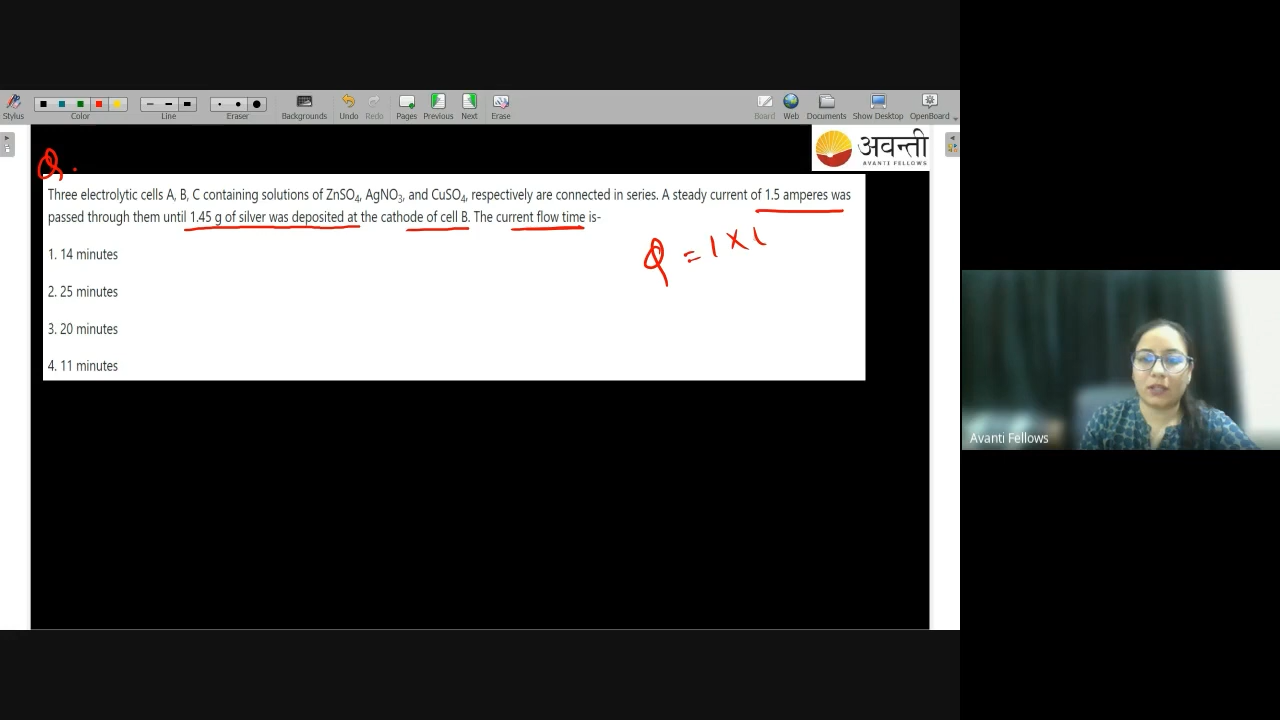 Stylus
Color
Line
Eraser
Backgrounds
Undo
Redo
Pages
Previous
Next
Erase
Board
Web
Documents
Show Desktop
OpenBoard
अवन्ती
AVANTI FELLOWS
Q.
Three electrolytic cells A, B, C containing solutions of ZnSO₄, AgNO₃, and CuSO₄, respectively are connected in series. A steady current of 1.5 amperes was
passed through them until 1.45 g of silver was deposited at the cathode of cell B. The current flow time is-
Q = 1 × 1
1. 14 minutes
2. 25 minutes
3. 20 minutes
4. 11 minutes
Avanti Fellows